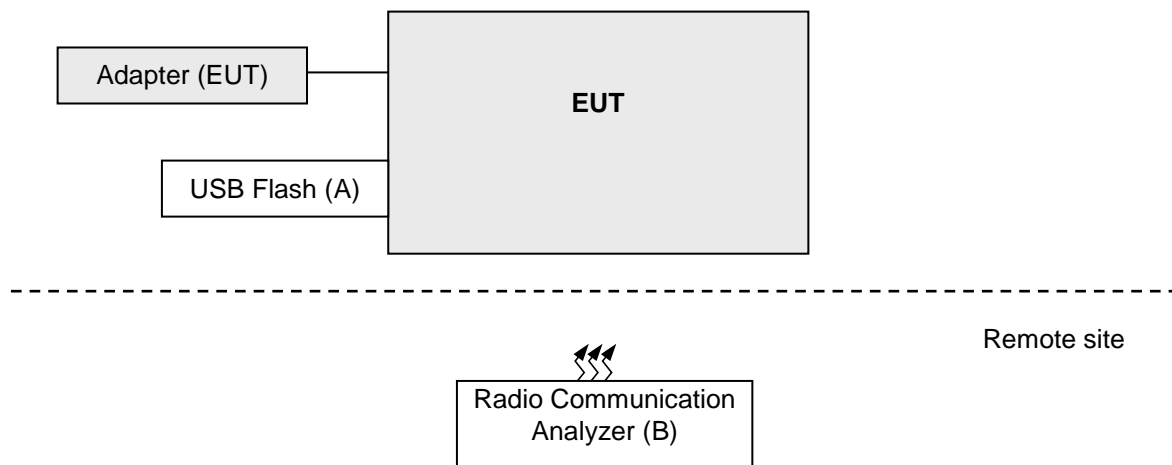 Adapter (EUT)
EUT
USB Flash (A)
Remote site
Radio Communication
Analyzer (B)